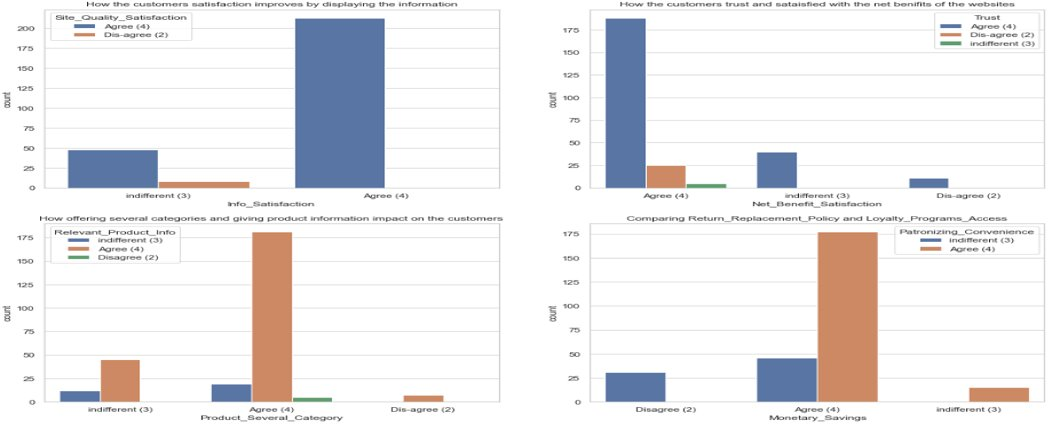 How the customers satisfaction improves by displaying the information
Site_Quality_Satisfaction
Agree (4)
Dis-agree (2)
200
175
150
125
100
75
50
25
0
count
indifferent (3)
Agree (4)
Info_Satisfaction
How the customers trust and sataisfied with the net benifits of the websites
Trust
Agree (4)
Dis-agree (2)
indifferent (3)
175
150
125
100
75
50
25
0
count
Agree (4)
indifferent (3)
Dis-agree (2)
Net_Benefit_Satisfaction
How offering several categories and giving product information impact on the customers
Relevant_Product_Info
indifferent (3)
Agree (4)
Disagree (2)
175
150
125
100
75
50
25
0
count
indifferent (3)
Agree (4)
Dis-agree (2)
Product_Several_Category
Comparing Return_Replacement_Policy and Loyalty_Programs_Access
Patronizing_Convenience
indifferent (3)
Agree (4)
175
150
125
100
75
50
25
0
count
Disagree (2)
Agree (4)
indifferent (3)
Monetary_Savings